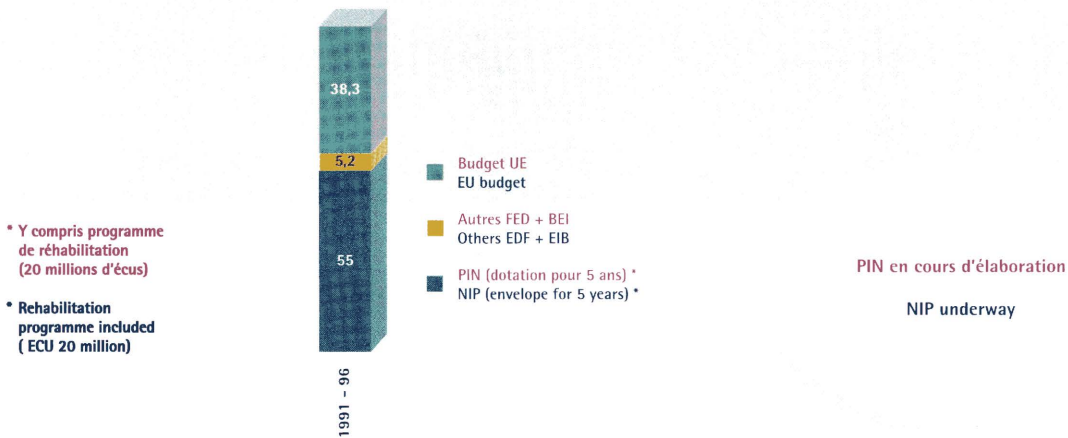 38,3
5,2
55
1991 - 96
Budget UE
EU budget
Autres FED + BEI
Others EDF + EIB
PIN (dotation pour 5 ans) *
NIP (envelope for 5 years) *
* Y compris programme
de réhabilitation
(20 millions d'écus)
* Rehabilitation
programme included
( ECU 20 million)
PIN en cours d'élaboration
NIP underway